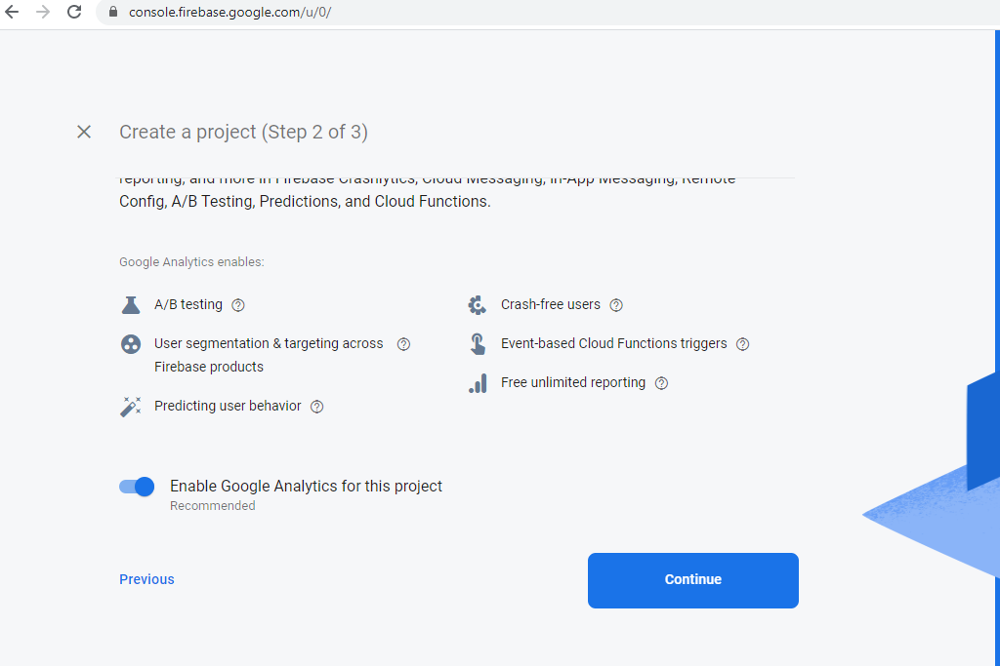 console.firebase.google.com/u/0/
Create a project (Step 2 of 3)
reporting, and more in Firebase Crashlytics, Cloud Messaging, In-App Messaging, Remote
Config, A/B Testing, Predictions, and Cloud Functions.
Google Analytics enables:
A/B testing
Crash-free users
User segmentation & targeting across
Firebase products
Event-based Cloud Functions triggers
Free unlimited reporting
Predicting user behavior
Enable Google Analytics for this project
Recommended
Previous
Continue